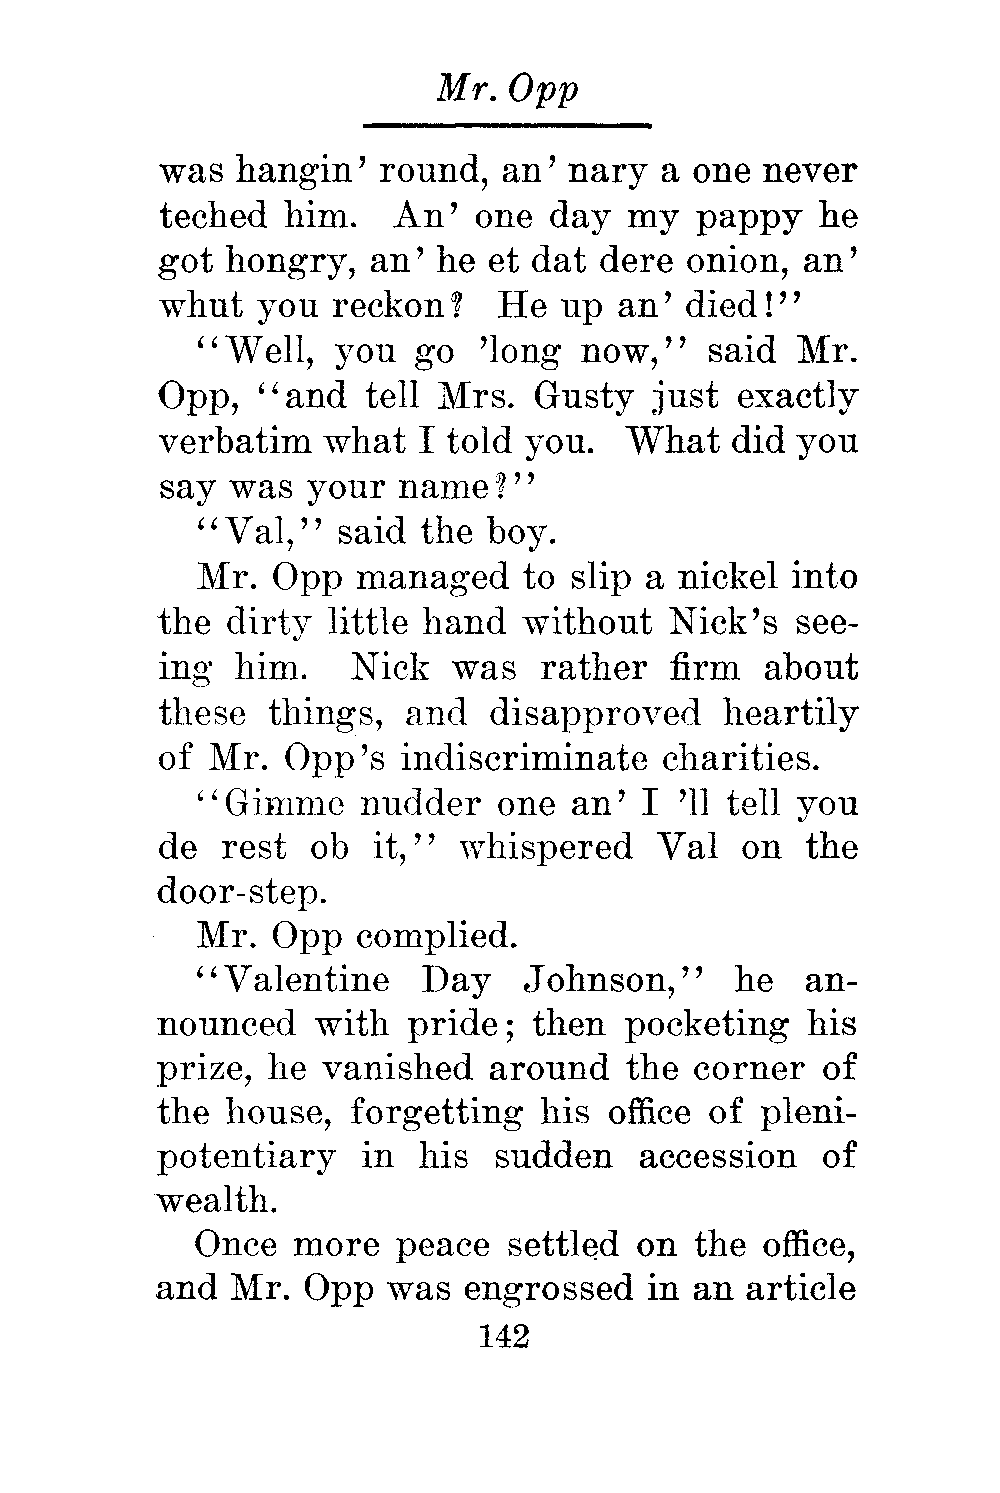 Mr. Opp
was hangin' round, an' nary a one never
teched him. An' one day my pappy he
got hongry, an' he et dat dere onion, an'
whut you reckon? He up an' died!"
"Well, you go 'long now," said Mr.
Opp, "and tell Mrs. Gusty just exactly
verbatim what I told you. What did you
say was your name?"
"Val," said the boy.
Mr. Opp managed to slip a nickel into
the dirty little hand without Nick's see-
ing him. Nick was rather firm about
these things, and disapproved heartily
of Mr. Opp's indiscriminate charities.
"Gimme nudder one an' I 'll tell you
de rest ob it," whispered Val on the
door-step.
Mr. Opp complied.
"Valentine Day Johnson," he an-
nounced with pride; then pocketing his
prize, he vanished around the corner of
the house, forgetting his office of pleni-
potentiary in his sudden accession of
wealth.
Once more peace settled on the office,
and Mr. Opp was engrossed in an article
142